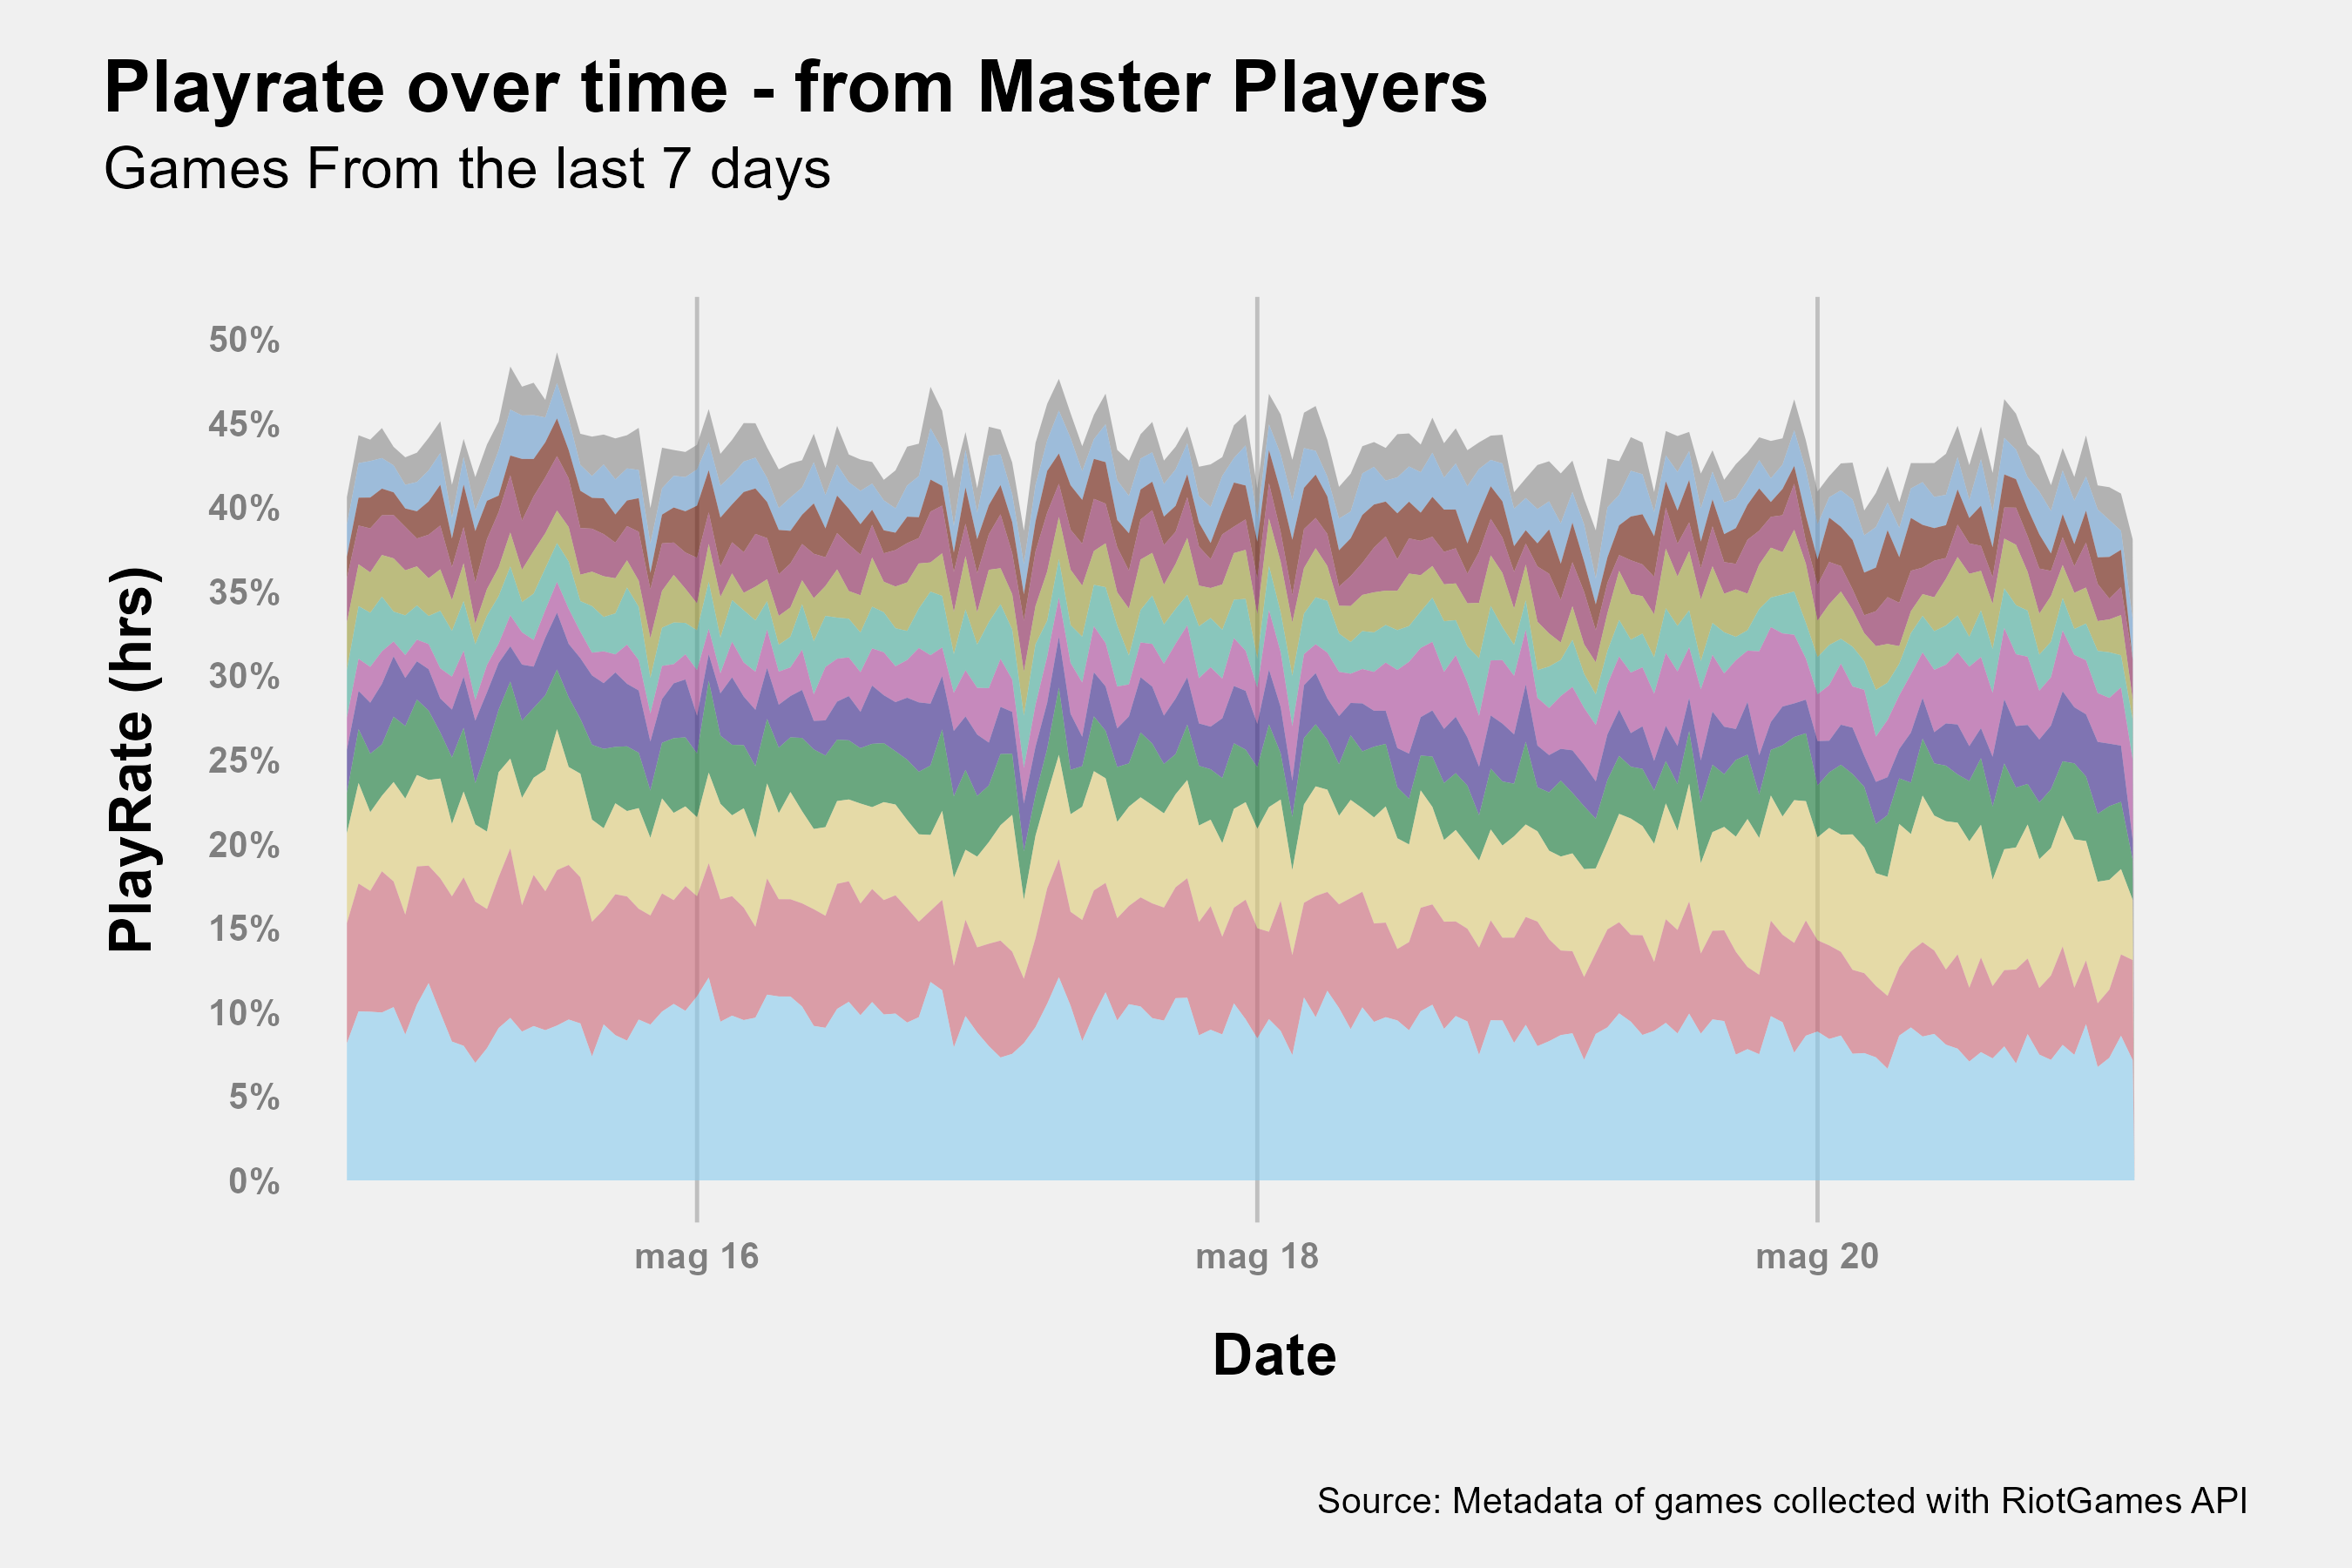 Playrate over time - from Master Players
Games From the last 7 days
PlayRate (hrs)
50%
45%
40%
35%
30%
25%
20%
15%
10%
5%
0%
mag 16
mag 18
mag 20
Date
Source: Metadata of games collected with RiotGames API